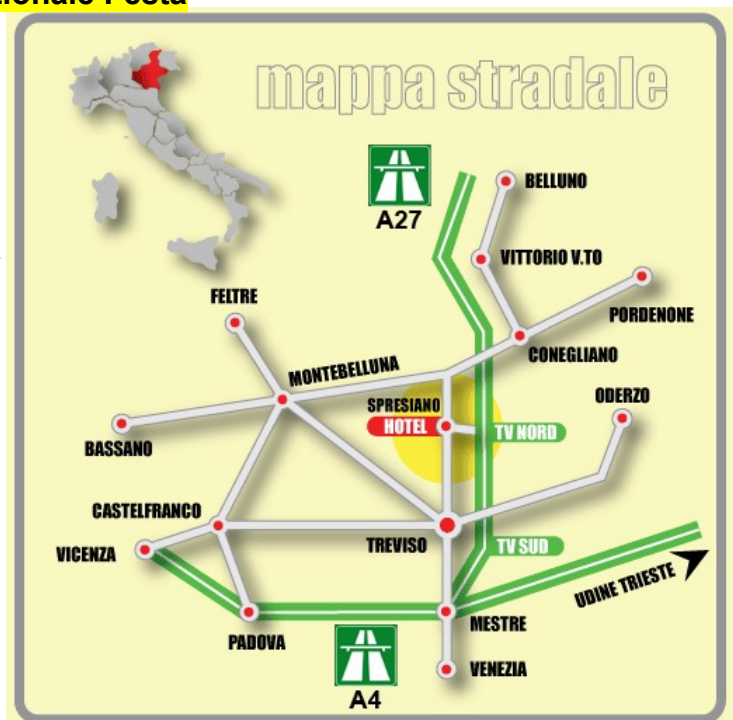 mappa stradale
A27
BELLUNO
VITTORIO V.TO
FELTRE
PORDENONE
MONTEBELLUNA
CONEGLIANO
SPRESIANO
ODERZO
HOTEL
TV NORD
BASSANO
CASTELFRANCO
VICENZA
TREVISO
TV SUD
UDINE TRIESTE
PADOVA
MESTRE
A4
VENEZIA